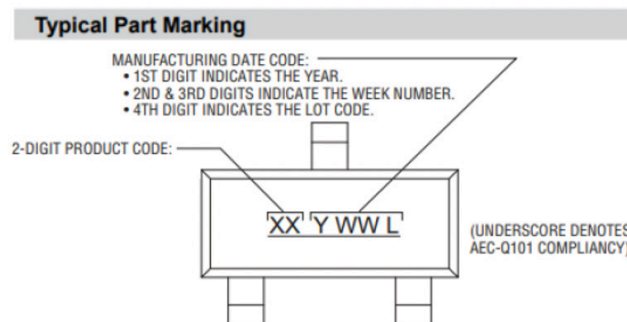 Typical Part Marking
MANUFACTURING DATE CODE:
• 1ST DIGIT INDICATES THE YEAR.
• 2ND & 3RD DIGITS INDICATE THE WEEK NUMBER.
• 4TH DIGIT INDICATES THE LOT CODE.
2-DIGIT PRODUCT CODE:
XX Y WW L
(UNDERSCORE DENOTES
AEC-Q101 COMPLIANCY)